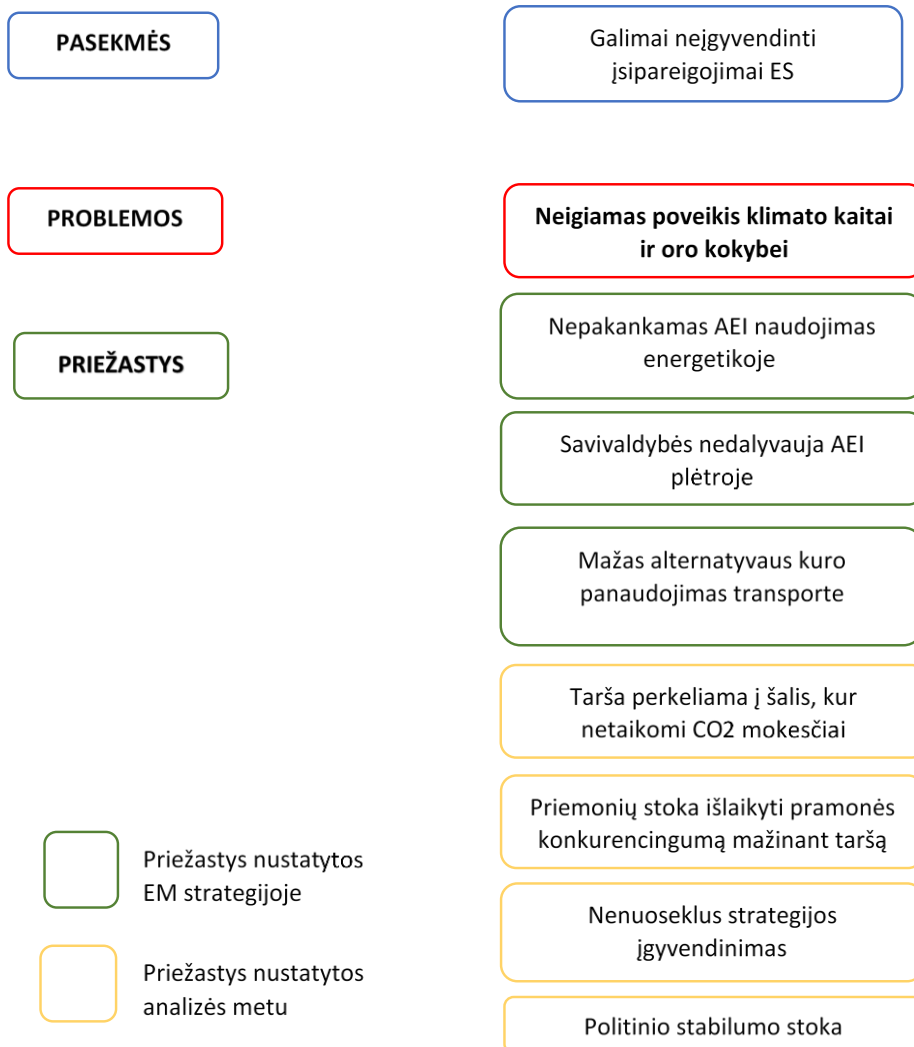 PASEKMĖS
Galimai neįgyvendinti
įsipareigojimai ES
PROBLEMOS
Neigiamas poveikis klimato kaitai
ir oro kokybei
PRIEŽASTYS
Nepakankamas AEI naudojimas
energetikoje
Savivaldybės nedalyvauja AEI
plėtroje
Mažas alternatyvaus kuro
panaudojimas transporte
Tarša perkeliama į šalis, kur
netaikomi CO2 mokesčiai
Priemonių stoka išlaikyti pramonės
konkurencingumą mažinant taršą
Nenuoseklus strategijos
įgyvendinimas
Politinio stabilumo stoka
Priežastys nustatytos
EM strategijoje
Priežastys nustatytos
analizės metu